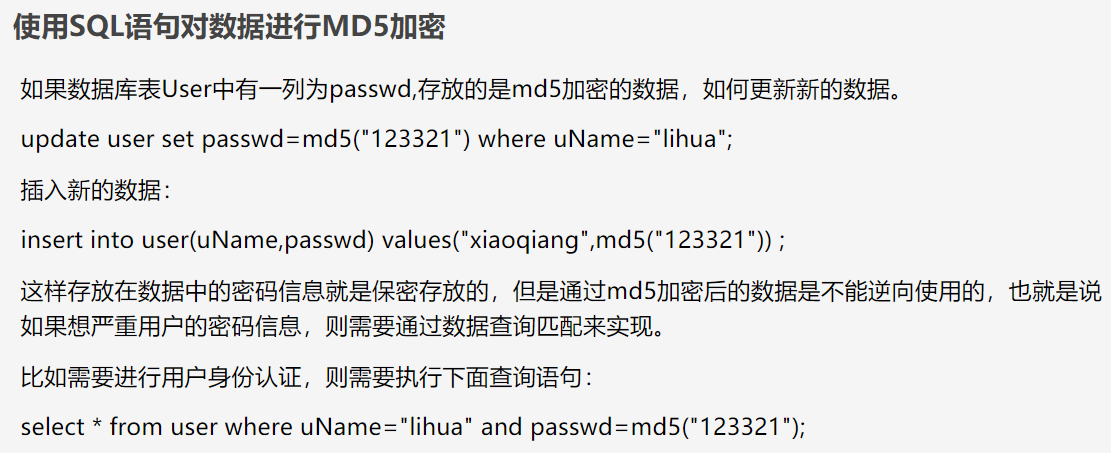 使用SQL语句对数据进行MD5加密
如果数据库表User中有一列为passwd,存放的是md5加密的数据，如何更新新的数据。
update user set passwd=md5("123321") where uName="lihua";
插入新的数据：
insert into user(uName,passwd) values("xiaoqiang",md5("123321")) ;
这样存放在数据中的密码信息就是保密存放的，但是通过md5加密后的数据是不能逆向使用的，也就是说
如果想严重用户的密码信息，则需要通过数据查询匹配来实现。
比如需要进行用户身份认证，则需要执行下面查询语句：
select * from user where uName="lihua" and passwd=md5("123321");